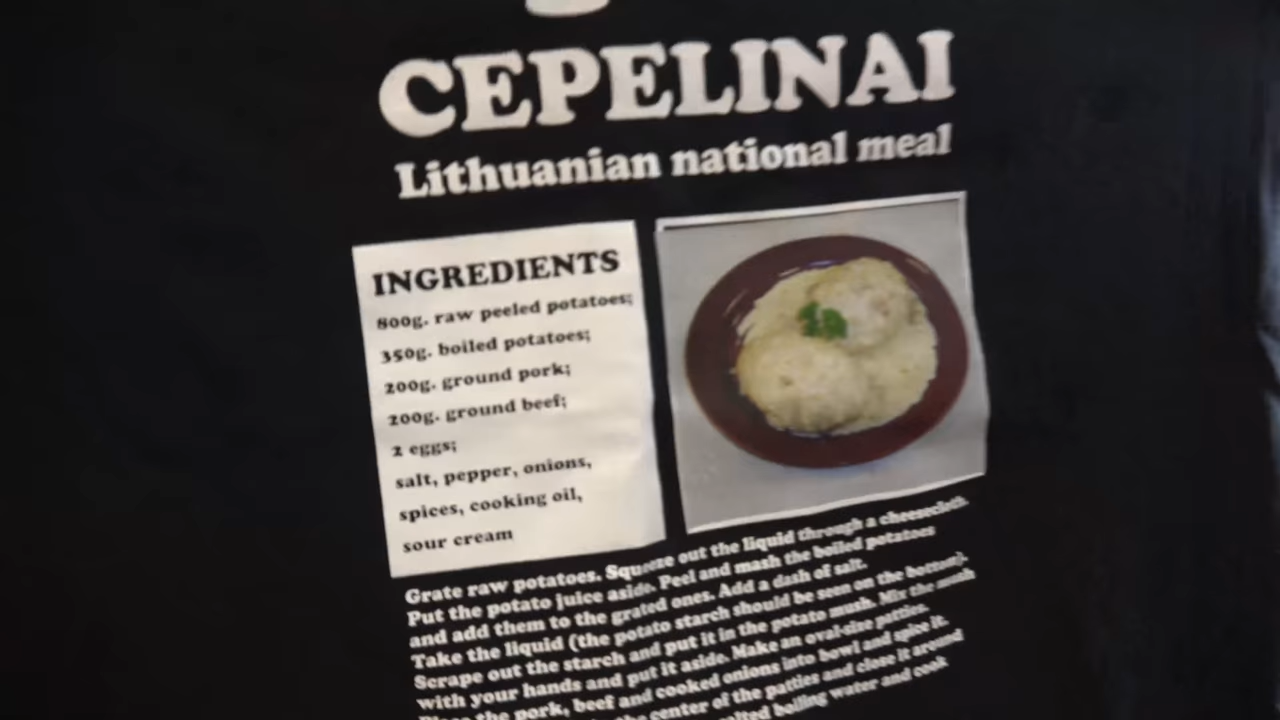 CEPELINAI
Lithuanian national meal
INGREDIENTS
800g. raw peeled potatoes;
350g. boiled potatoes;
200g. ground pork;
200g. ground beef;
2 eggs;
salt, pepper, onions,
spices, cooking oil,
sour cream
Grate raw potatoes. Squeeze out the liquid through a cheesecloth
Put the potato juice aside. Peel and mash the boiled potatoes
and add them to the grated ones. Add a dash of salt.
Take the liquid (the potato starch should be seen on the bottom).
Scrape out the starch and put it in the potato mush. Mix the mush
with your hands and put it aside. Make an oval-size patties.
the pork, beef and cooked onions into bowl and spice it.
the center of the patties and close it around
salted boiling water and cook